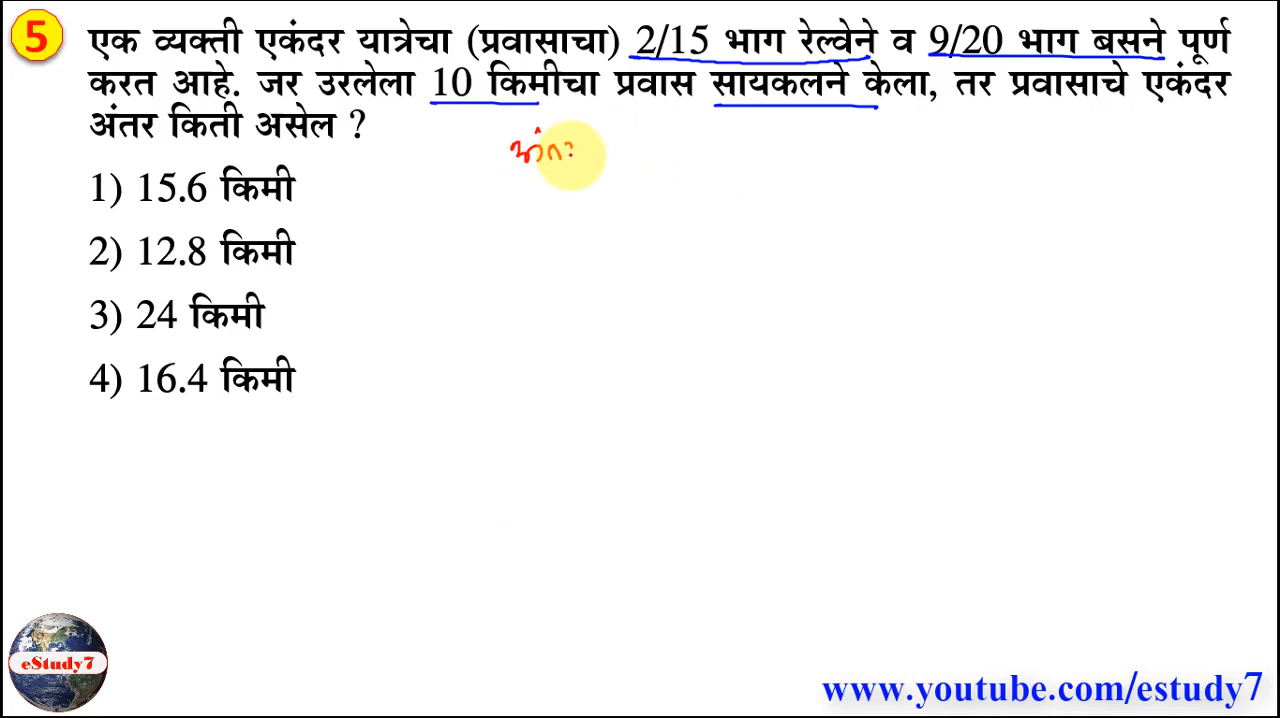 5 एक व्यक्ती एकंदर यात्रेचा (प्रवासाचा) 2/15 भाग रेल्वेने व 9/20 भाग बसने पूर्ण
करत आहे. जर उरलेला 10 किमीचा प्रवास सायकलने केला, तर प्रवासाचे एकंदर
अंतर किती असेल ?
1) 15.6 किमी
2) 12.8 किमी
3) 24 किमी
4) 16.4 किमी
eStudy7
www.youtube.com/estudy7